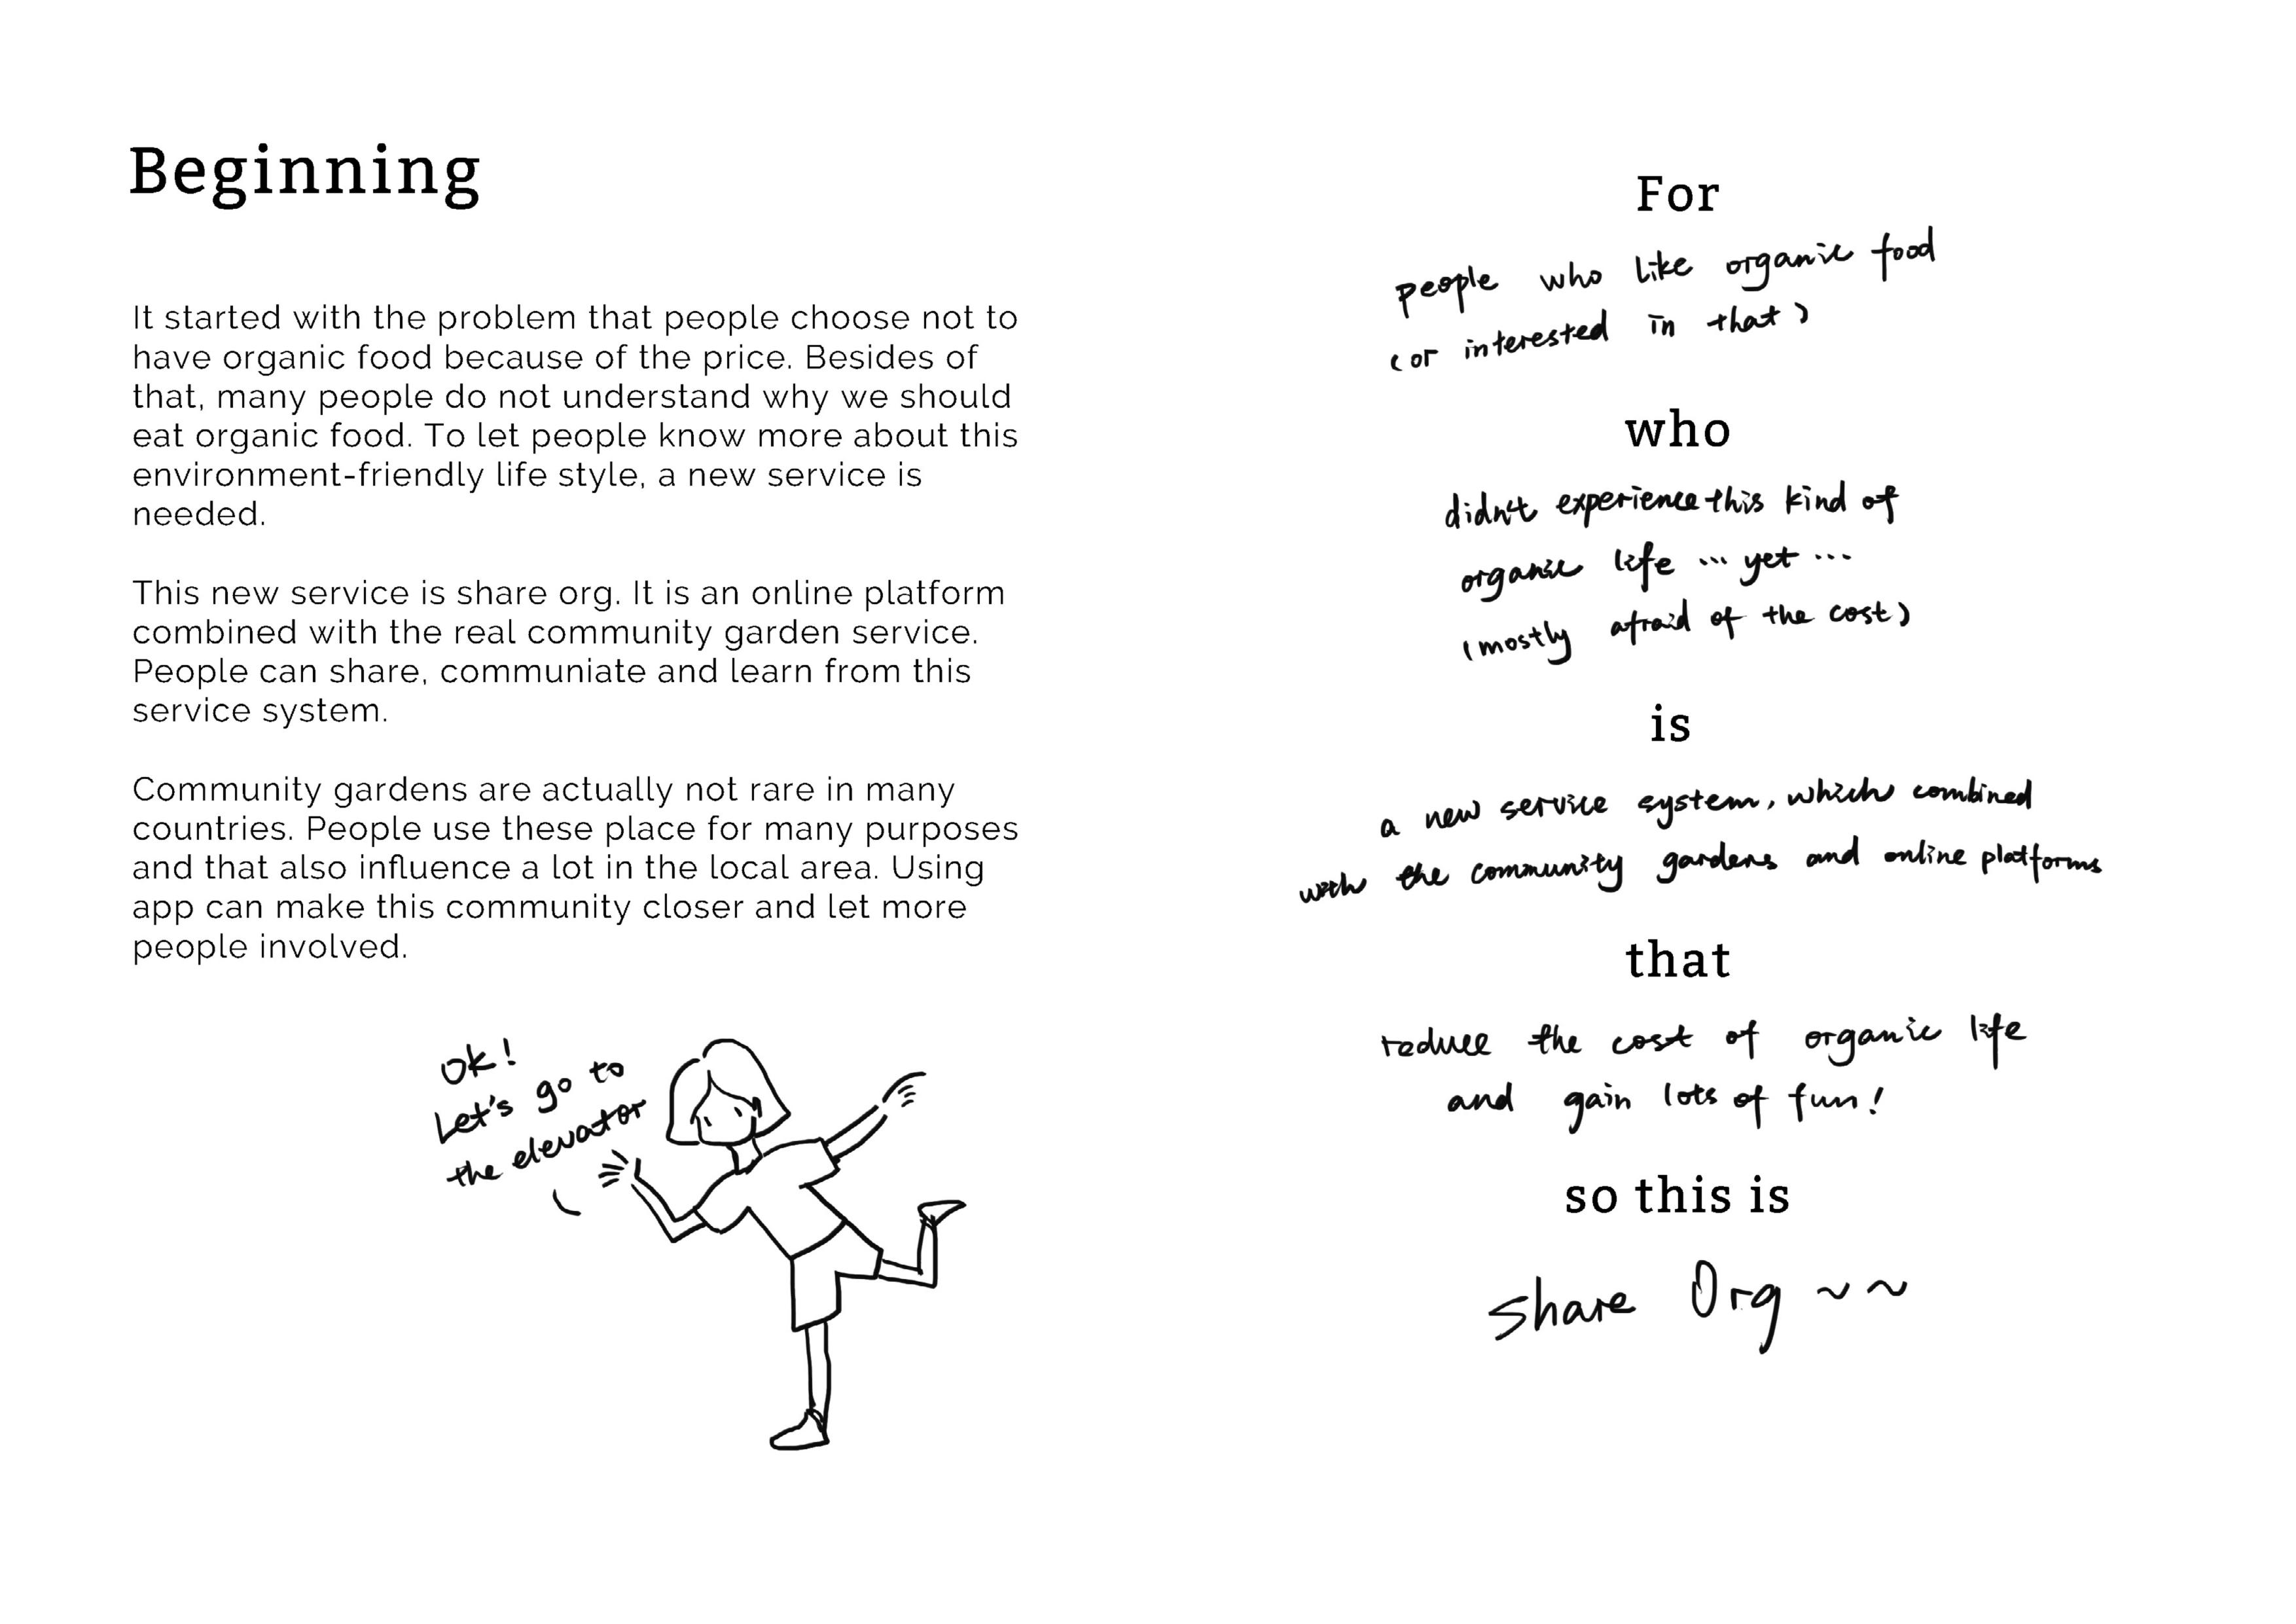 Beginning
It started with the problem that people choose not to
have organic food because of the price. Besides of
that, many people do not understand why we should
eat organic food. To let people know more about this
environment-friendly life style, a new service is
needed.
This new service is share org. It is an online platform
combined with the real community garden service.
People can share, communiate and learn from this
service system.
Community gardens are actually not rare in many
countries. People use these place for many purposes
and that also influence a lot in the local area. Using
app can make this community closer and let more
people involved.
Ok!
Let's go to
the elevator
For
people who like organic food
(or interested in that)
who
didn't experience this kind of
organic life ... yet ...
(mostly afraid of the cost)
is
a new service system, which combined
with the community gardens and online platforms
that
reduce the cost of organic life
and gain lots of fun!
so this is
share Org ~~